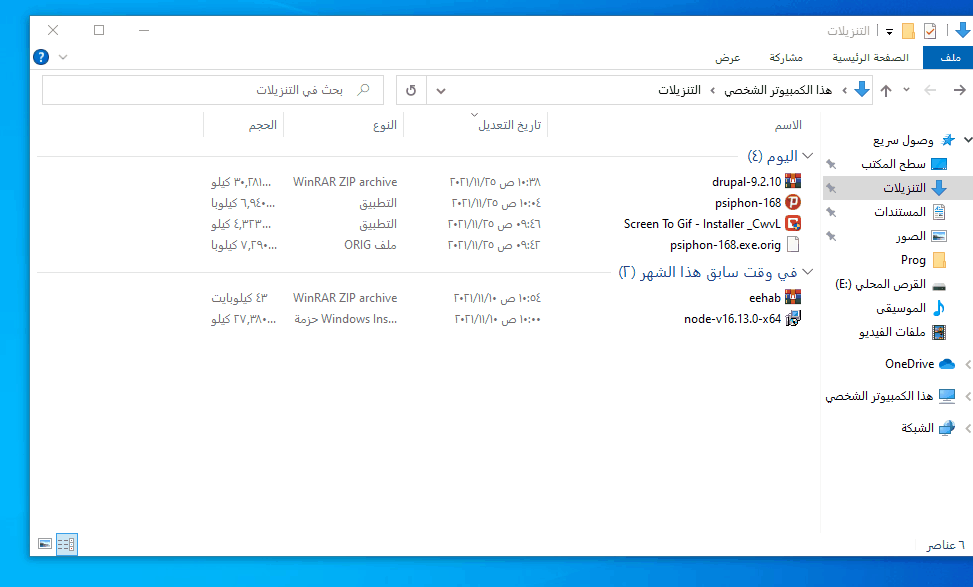 التنزيلات
ملف الصفحة الرئيسية مشاركة عرض
هذا الكمبيوتر الشخصي التنزيلات
بحث في التنزيلات
الاسم تاريخ التعديل النوع الحجم
اليوم (٤)
drupal-9.2.10 ١٠:٣٨ ص ٢٠٢١/١١/٢٥ WinRAR ZIP archive ٣٠,٢٨١ كيلو...
psiphon-168 ١٠:٠٤ ص ٢٠٢١/١١/٢٥ التطبيق ٦,٩٤٠ كيلوبا...
Screen To Gif - Installer _CwvL ٠٩:٤٦ ص ٢٠٢١/١١/٢٥ التطبيق ٤,٣٢٣ كيلو...
psiphon-168.exe.orig ٠٩:٤٢ ص ٢٠٢١/١١/٢٥ ملف ORIG ٧,٢٩٠ كيلوبا...
في وقت سابق هذا الشهر (٢)
eehab ١٠:٥٤ ص ٢٠٢١/١١/١٠ WinRAR ZIP archive ٤٣ كيلوبايت
node-v16.13.0-x64 ١٠:٠٠ ص ٢٠٢١/١١/١٠ حزمة Windows Ins... ٢٧,٣٨٠ كيلو...
وصول سريع
سطح المكتب
التنزيلات
المستندات
الصور
Prog
القرص المحلي (E:)
الموسيقى
ملفات الفيديو
OneDrive
هذا الكمبيوتر الشخصي
الشبكة
٦ عناصر